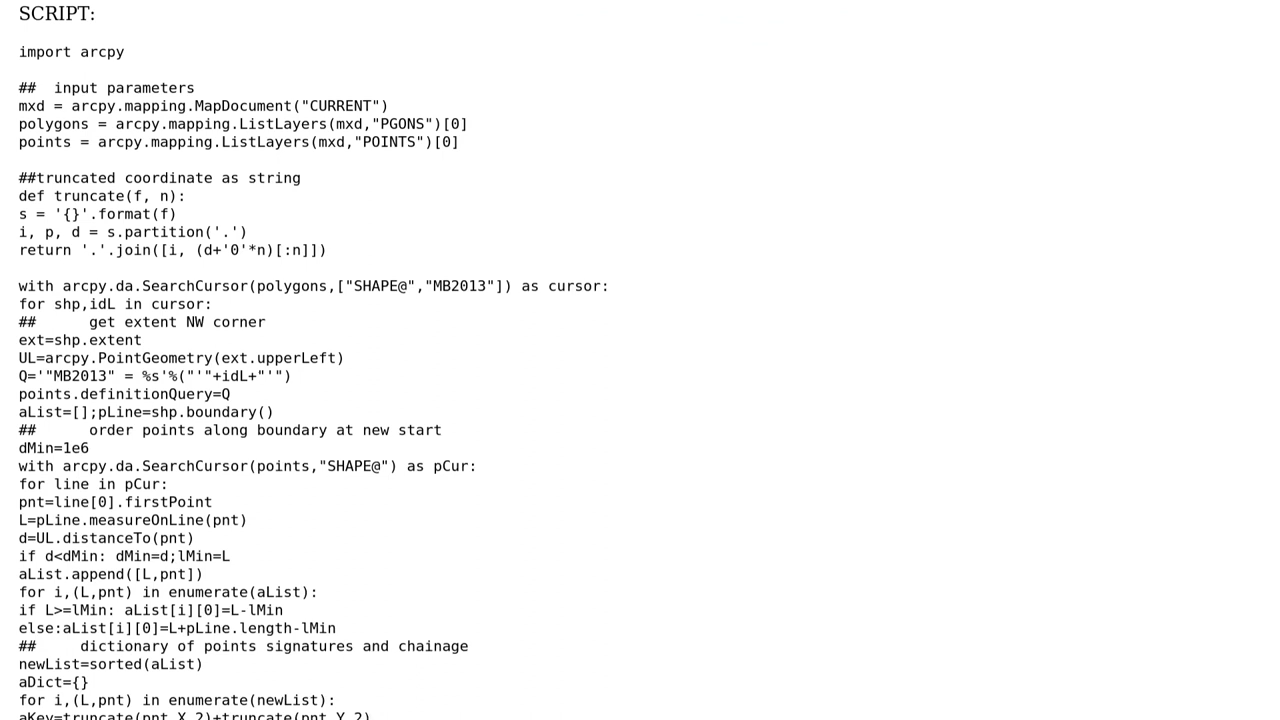 SCRIPT:
import arcpy
##  input parameters
mxd = arcpy.mapping.MapDocument("CURRENT")
polygons = arcpy.mapping.ListLayers(mxd,"PGONS")[0]
points = arcpy.mapping.ListLayers(mxd,"POINTS")[0]
##truncated coordinate as string
def truncate(f, n):
s = '{}'.format(f)
i, p, d = s.partition('.')
return '.'.join([i, (d+'0'*n)[:n]])
with arcpy.da.SearchCursor(polygons,["SHAPE@","MB2013"]) as cursor:
for shp,idL in cursor:
##      get extent NW corner
ext=shp.extent
UL=arcpy.PointGeometry(ext.upperLeft)
Q='"MB2013" = %s'%("'"+idL+"'")
points.definitionQuery=Q
aList=[];pLine=shp.boundary()
##      order points along boundary at new start
dMin=1e6
with arcpy.da.SearchCursor(points,"SHAPE@") as pCur:
for line in pCur:
pnt=line[0].firstPoint
L=pLine.measureOnLine(pnt)
d=UL.distanceTo(pnt)
if d<dMin: dMin=d;lMin=L
aList.append([L,pnt])
for i,(L,pnt) in enumerate(aList):
if L>=lMin: aList[i][0]=L-lMin
else:aList[i][0]=L+pLine.length-lMin
##     dictionary of points signatures and chainage
newList=sorted(aList)
aDict={}
for i,(L,pnt) in enumerate(newList):
aKey=truncate(pnt.X,2)+truncate(pnt.Y,2)